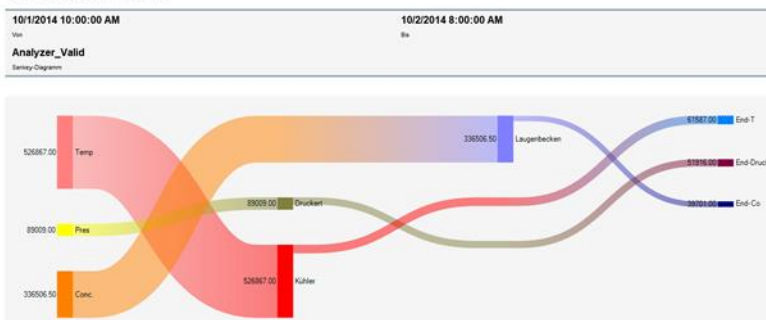 10/1/2014 10:00:00 AM
10/2/2014 8:00:00 AM
Von
Bis
Analyzer_Valid
Sankey-Diagramm
526867.00 Temp
336506.50 Laugenbecken
61587.00 End-T
51916.00 End-Druc
89009.00 Druckert
39701.00 End-Co
89009.00 Pres
526867.00 Kühler
336506.50 Conc.